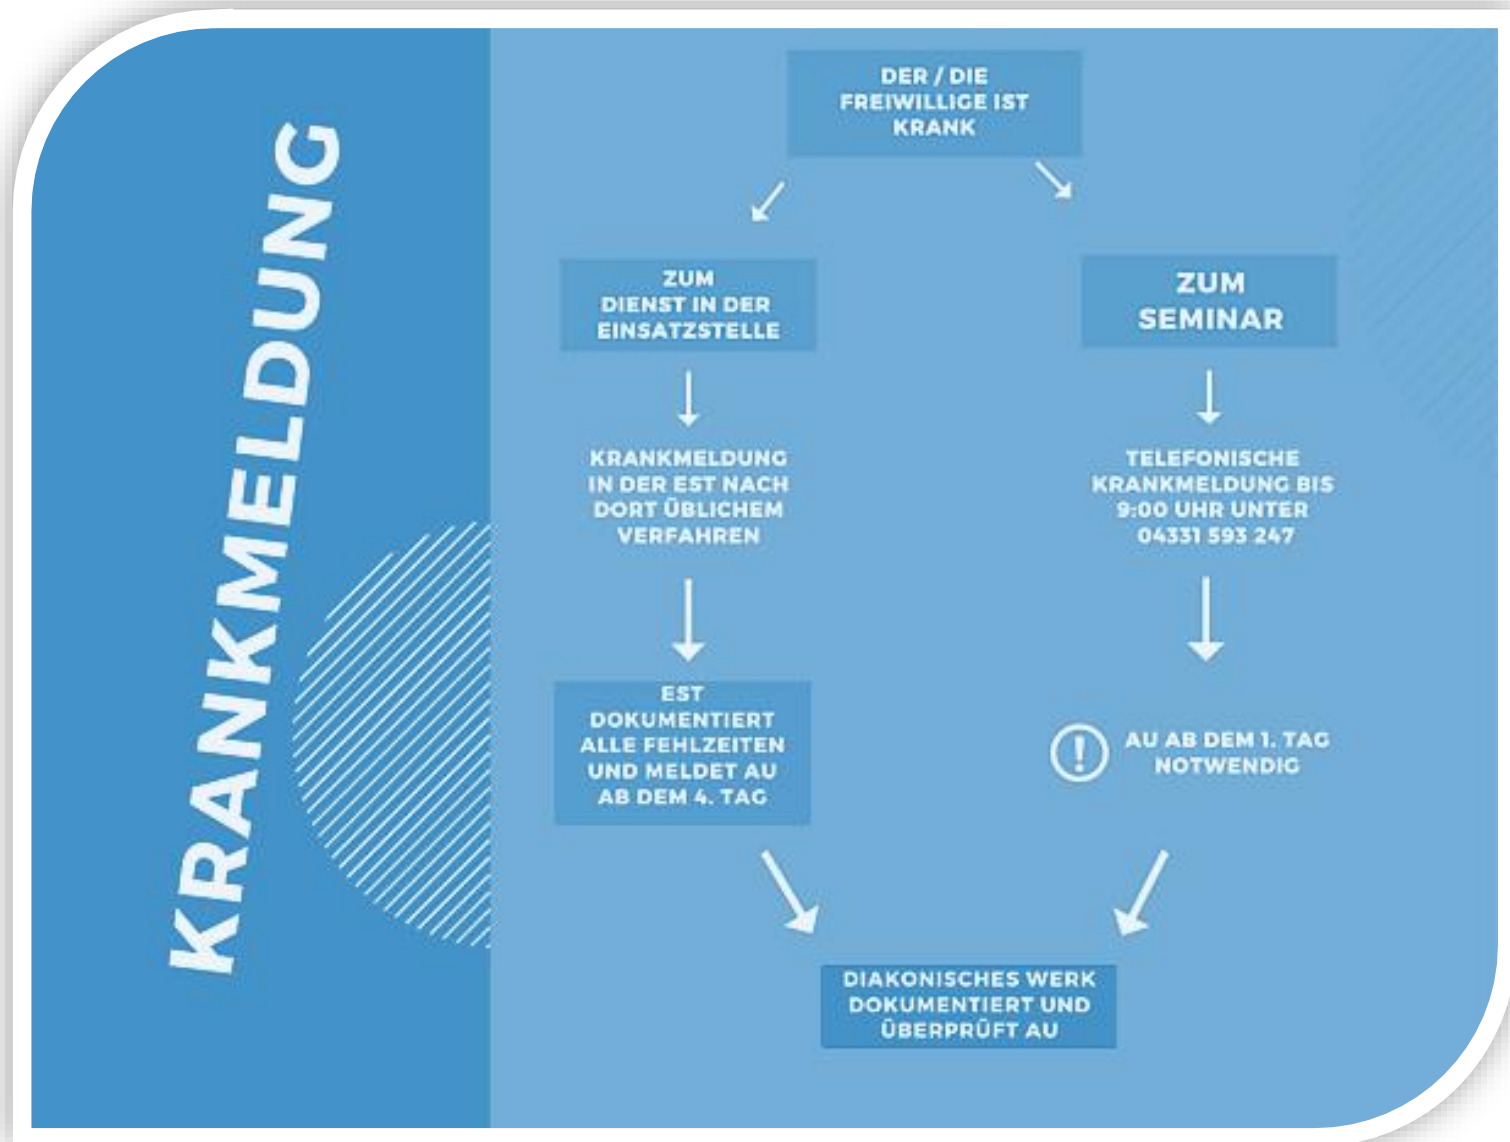 KRANKMELDUNG
DER / DIE
FREIWILLIGE IST
KRANK
ZUM
DIENST IN DER
EINSATZSTELLE
KRANKMELDUNG
IN DER EST NACH
DORT ÜBLICHEM
VERFAHREN
EST
DOKUMENTIERT
ALLE FEHLZEITEN
UND MELDET AU
AB DEM 4. TAG
ZUM
SEMINAR
TELEFONISCHE
KRANKMELDUNG BIS
9:00 UHR UNTER
04331 593 247
! AU AB DEM 1. TAG
NOTWENDIG
DIAKONISCHES WERK
DOKUMENTIERT UND
ÜBERPRÜFT AU